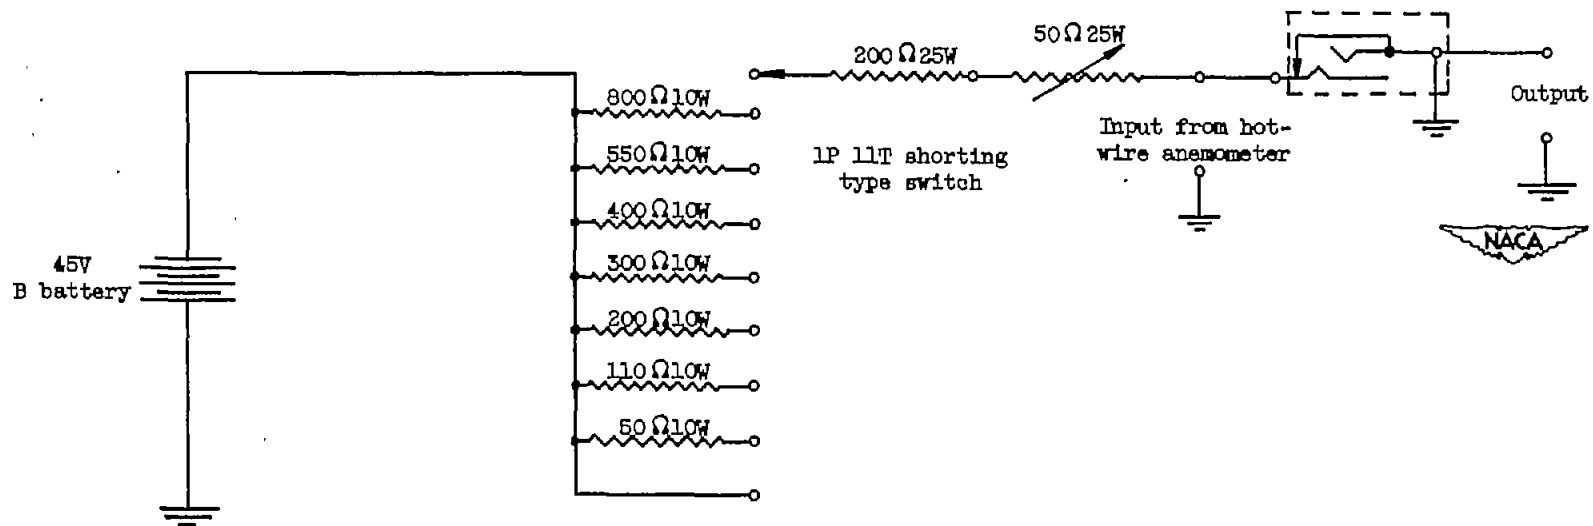 50 Ω 25W
200 Ω 25W
800 Ω 10W
550 Ω 10W
400 Ω 10W
300 Ω 10W
200 Ω 10W
110 Ω 10W
50 Ω 10W
45V
B battery
1P 11T shorting
type switch
Input from hot-
wire anemometer
Output
NACA